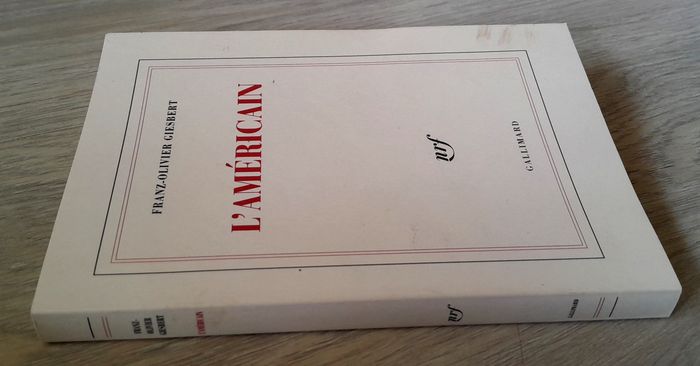 FRANZ-OLIVIER GIESBERT
L'AMÉRICAIN
nrf
GALLIMARD
FRANZ-
OLIVIER
GIESBERT
L'AMÉRICAIN
nrf
GALLIMARD